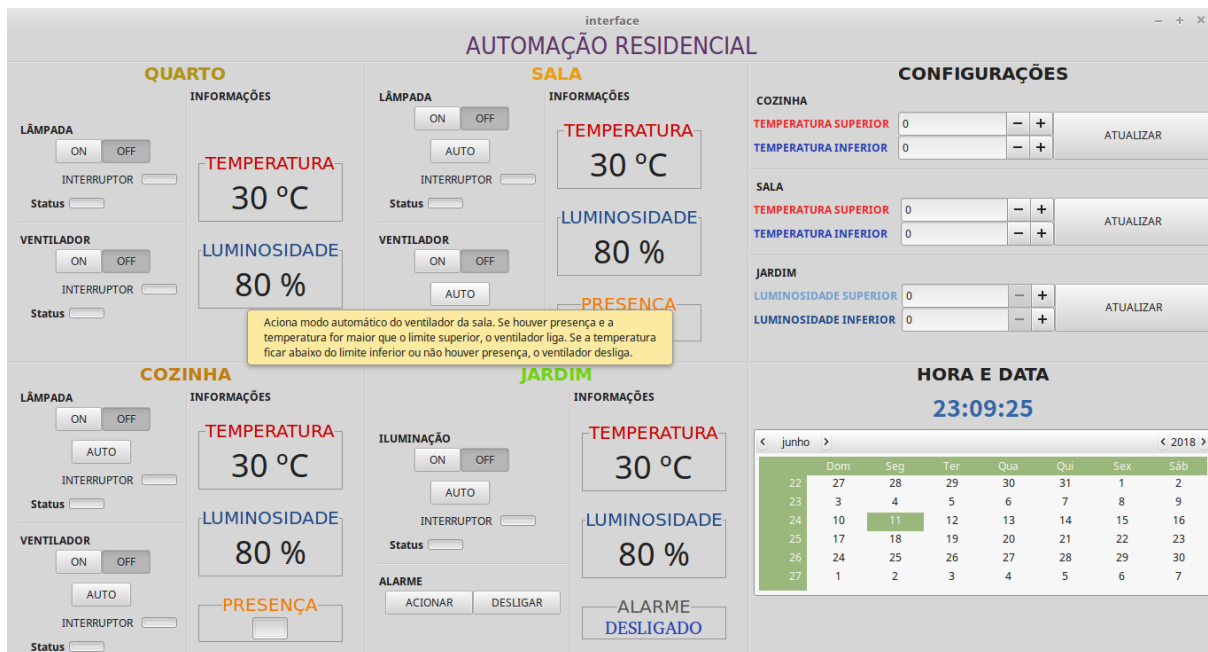 interface
AUTOMAÇÃO RESIDENCIAL
QUARTO
INFORMAÇÕES
LÂMPADA
ON OFF
INTERRUPTOR
Status
TEMPERATURA
30 ºC
VENTILADOR
ON OFF
INTERRUPTOR
Status
LUMINOSIDADE
80 %
SALA
LÂMPADA
INFORMAÇÕES
ON OFF
AUTO
INTERRUPTOR
Status
TEMPERATURA
30 ºC
VENTILADOR
ON OFF
AUTO
LUMINOSIDADE
80 %
PRESENÇA
Aciona modo automático do ventilador da sala. Se houver presença e a
temperatura for maior que o limite superior, o ventilador liga. Se a temperatura
ficar abaixo do limite inferior ou não houver presença, o ventilador desliga.
CONFIGURAÇÕES
COZINHA
TEMPERATURA SUPERIOR 0 − +
TEMPERATURA INFERIOR 0 − +
ATUALIZAR
SALA
TEMPERATURA SUPERIOR 0 − +
TEMPERATURA INFERIOR 0 − +
ATUALIZAR
JARDIM
LUMINOSIDADE SUPERIOR 0 − +
LUMINOSIDADE INFERIOR 0 − +
ATUALIZAR
COZINHA
LÂMPADA
INFORMAÇÕES
ON OFF
AUTO
INTERRUPTOR
Status
TEMPERATURA
30 ºC
VENTILADOR
ON OFF
AUTO
INTERRUPTOR
Status
LUMINOSIDADE
80 %
PRESENÇA
JARDIM
INFORMAÇÕES
ILUMINAÇÃO
ON OFF
AUTO
INTERRUPTOR
Status
TEMPERATURA
30 ºC
LUMINOSIDADE
80 %
ALARME
ACIONAR DESLIGAR
ALARME
DESLIGADO
HORA E DATA
23:09:25
‹ junho › ‹ 2018 ›
Dom Seg Ter Qua Qui Sex Sáb
22 27 28 29 30 31 1 2
23 3 4 5 6 7 8 9
24 10 11 12 13 14 15 16
25 17 18 19 20 21 22 23
26 24 25 26 27 28 29 30
27 1 2 3 4 5 6 7